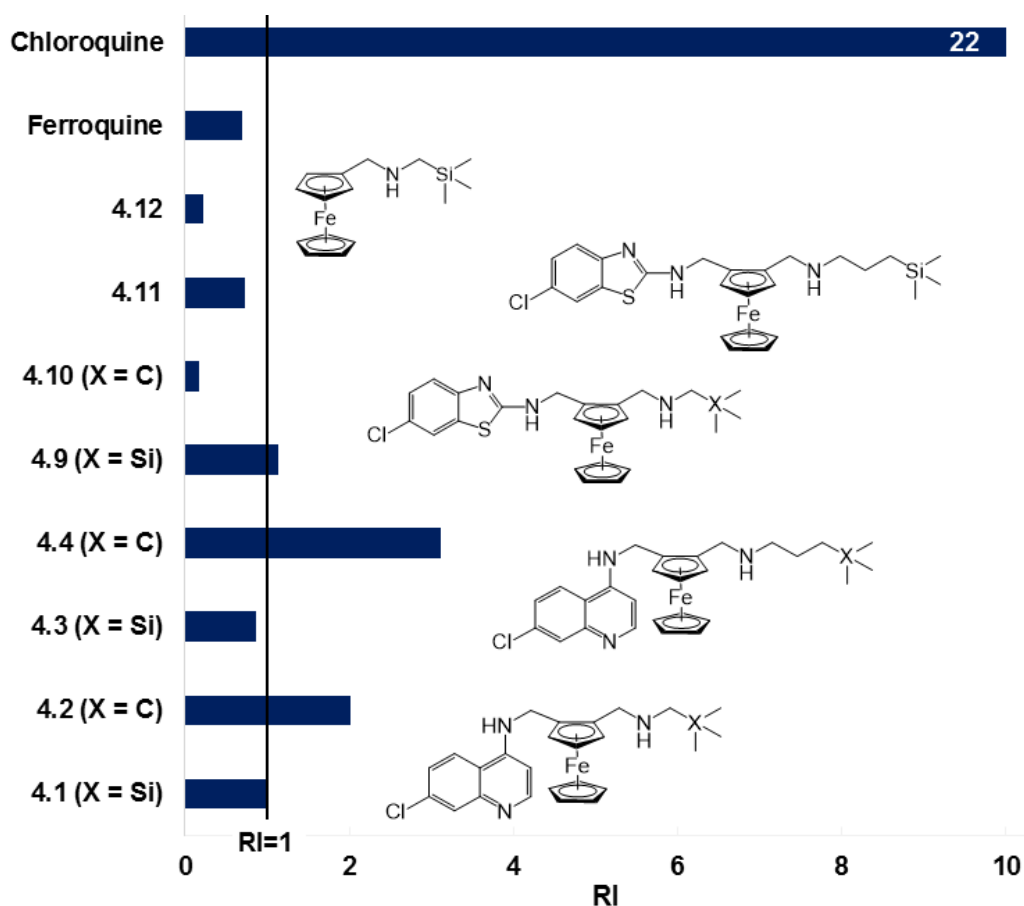 Chloroquine
22
Ferroquine
4.12
N
H
Si
Fe
4.11
Cl
N
S
N
H
Fe
N
H
Si
4.10 (X = C)
Cl
N
S
N
H
Fe
N
H
X
4.9 (X = Si)
4.4 (X = C)
HN
Cl
N
Fe
N
H
X
4.3 (X = Si)
4.2 (X = C)
HN
Cl
N
Fe
N
H
X
4.1 (X = Si)
RI=1
0 2 4 6 8 10
RI